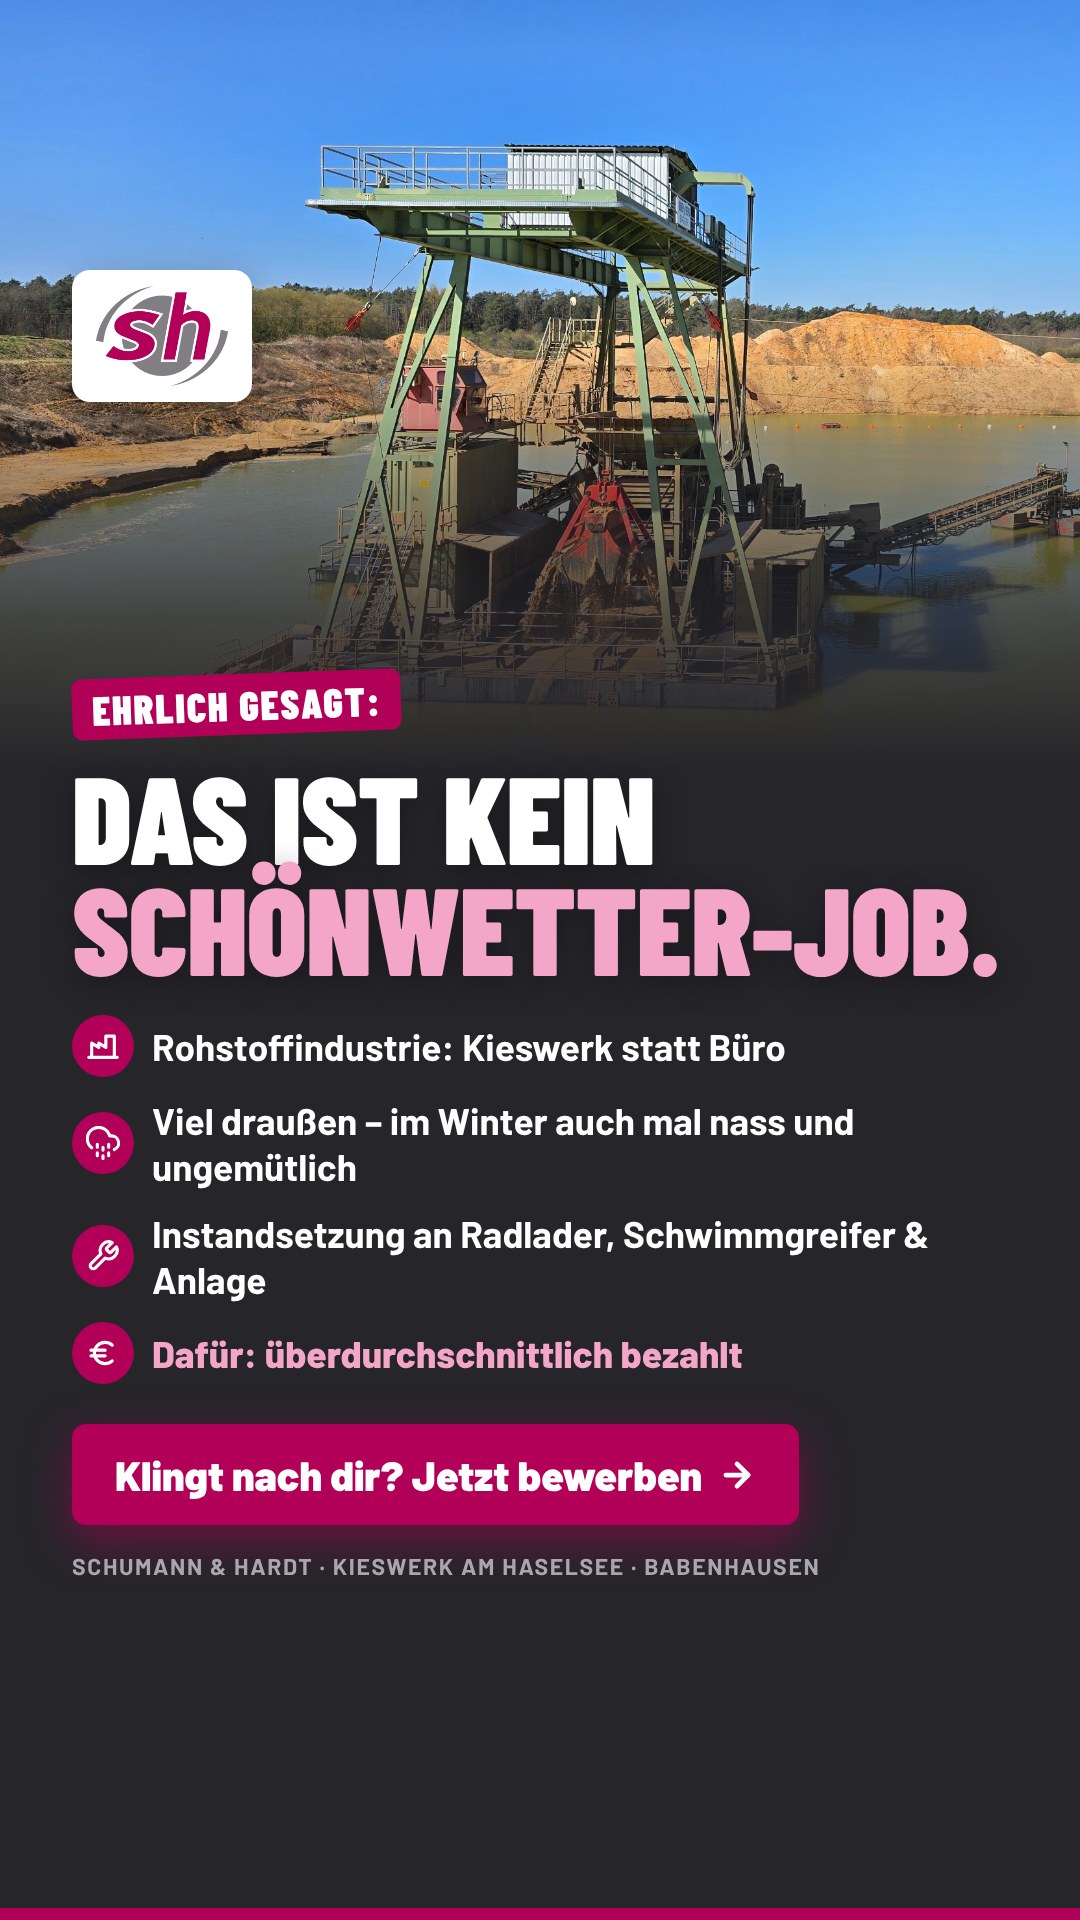 sh
EHRLICH GESAGT:
DAS IST KEIN
SCHÖNWETTER-JOB.
Rohstoffindustrie: Kieswerk statt Büro
Viel draußen – im Winter auch mal nass und
ungemütlich
Instandsetzung an Radlader, Schwimmgreifer &
Anlage
€ Dafür: überdurchschnittlich bezahlt
Klingt nach dir? Jetzt bewerben →
SCHUMANN & HARDT · KIESWERK AM HASELSEE · BABENHAUSEN